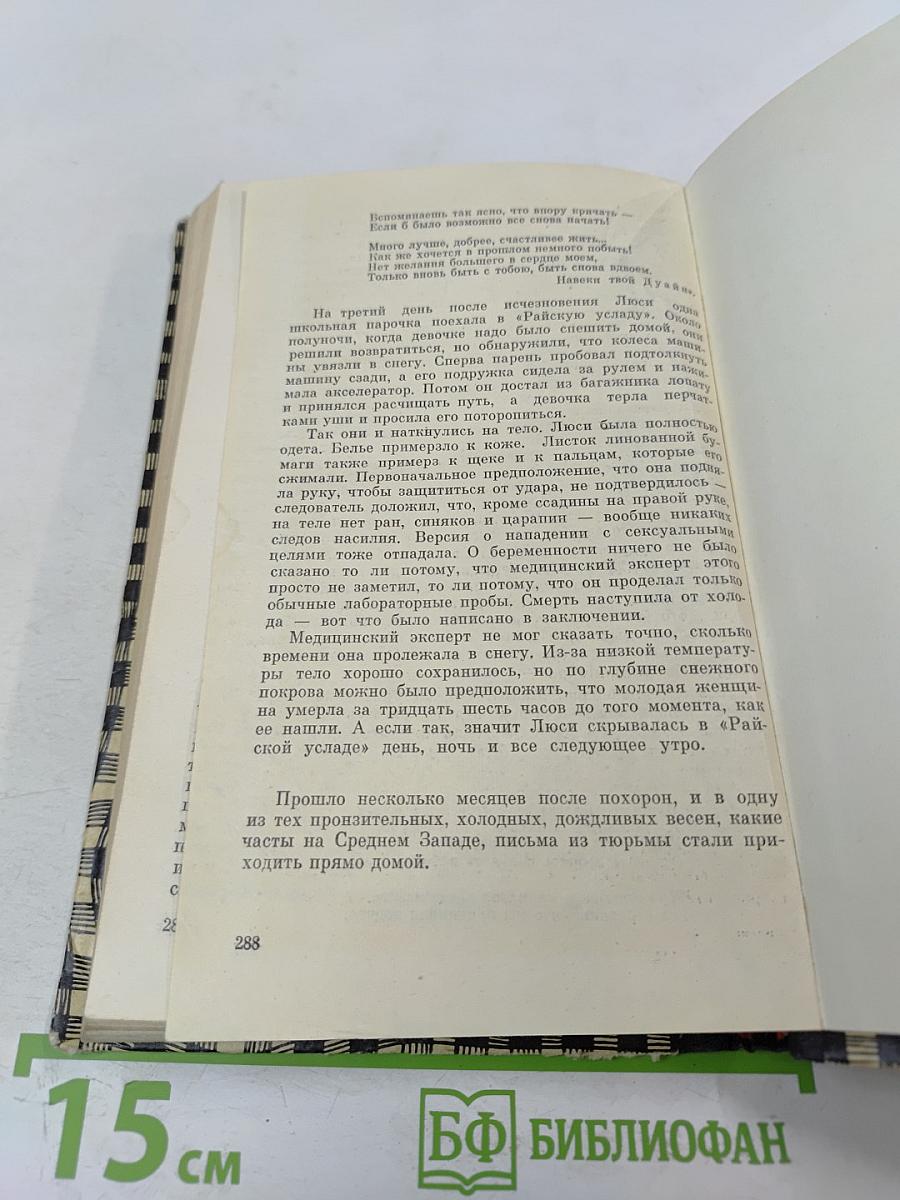 Вспоминаешь так ясно, что впору кричать —
Если б было возможно все снова начать!
Много лучше, добрее, счастливее жить...
Как же хочется в прошлом немного побыть!
Нет желания большего в сердце моем,
Только вновь быть с тобою, быть снова вдвоем.
Навеки твой Дуайн».
На третий день после исчезновения Люси одна
школьная парочка поехала в «Райскую усладу». Около
полуночи, когда девочке надо было спешить домой, они
решили возвратиться, но обнаружили, что колеса маши-
ны увязли в снегу. Сперва парень пробовал подтолкнуть
машину сзади, а его подружка сидела за рулем и нажи-
мала акселератор. Потом он достал из багажника лопату
и принялся расчищать путь, а девочка терла перчат-
ками уши и просила его поторопиться.
Так они и наткнулись на тело. Люси была полностью
одета. Белье примерзло к коже. Листок линованной бу-
маги также примерз к щеке и к пальцам, которые его
сжимали. Первоначальное предположение, что она подня-
ла руку, чтобы защититься от удара, не подтвердилось —
следователь доложил, что, кроме ссадины на правой руке,
на теле нет ран, синяков и царапин — вообще никаких
следов насилия. Версия о нападении с сексуальными
целями тоже отпадала. О беременности ничего не было
сказано то ли потому, что медицинский эксперт этого
просто не заметил, то ли потому, что он проделал только
обычные лабораторные пробы. Смерть наступила от холо-
да — вот что было написано в заключении.
Медицинский эксперт не мог сказать точно, сколько
времени она пролежала в снегу. Из-за низкой температу-
ры тело хорошо сохранилось, но по глубине снежного
покрова можно было предположить, что молодая женщи-
на умерла за тридцать шесть часов до того момента, как
ее нашли. А если так, значит Люси скрывалась в «Рай-
ской усладе» день, ночь и все следующее утро.
Прошло несколько месяцев после похорон, и в одну
из тех пронзительных, холодных, дождливых весен, какие
часты на Среднем Западе, письма из тюрьмы стали при-
ходить прямо домой.
288
15 см
БФ БИБЛИОФАН